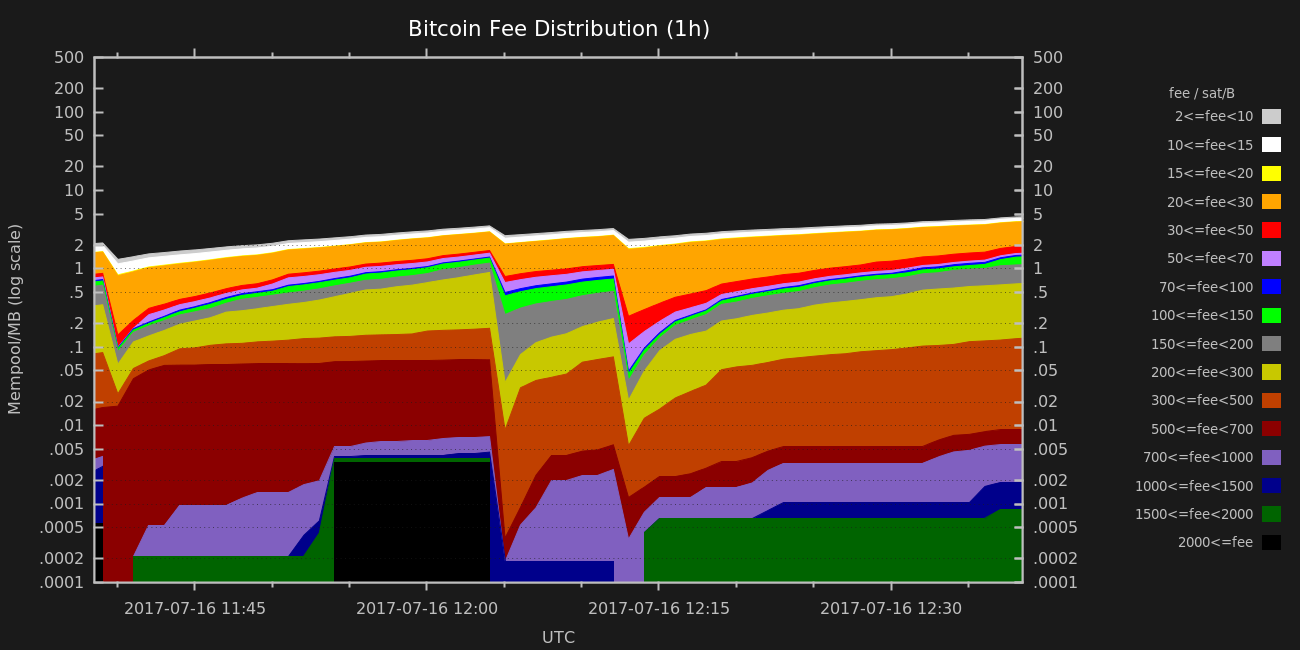 Bitcoin Fee Distribution (1h)
500 500
200 200
100 100
50 50
20 20
10 10
5 5
2 2
1 1
.5 .5
.2 .2
.1 .1
.05 .05
.02 .02
.01 .01
.005 .005
.002 .002
.001 .001
.0005 .0005
.0002 .0002
.0001 .0001
Mempool/MB (log scale)
2017-07-16 11:45 2017-07-16 12:00 2017-07-16 12:15 2017-07-16 12:30
UTC
fee / sat/B
2<=fee<10
10<=fee<15
15<=fee<20
20<=fee<30
30<=fee<50
50<=fee<70
70<=fee<100
100<=fee<150
150<=fee<200
200<=fee<300
300<=fee<500
500<=fee<700
700<=fee<1000
1000<=fee<1500
1500<=fee<2000
2000<=fee